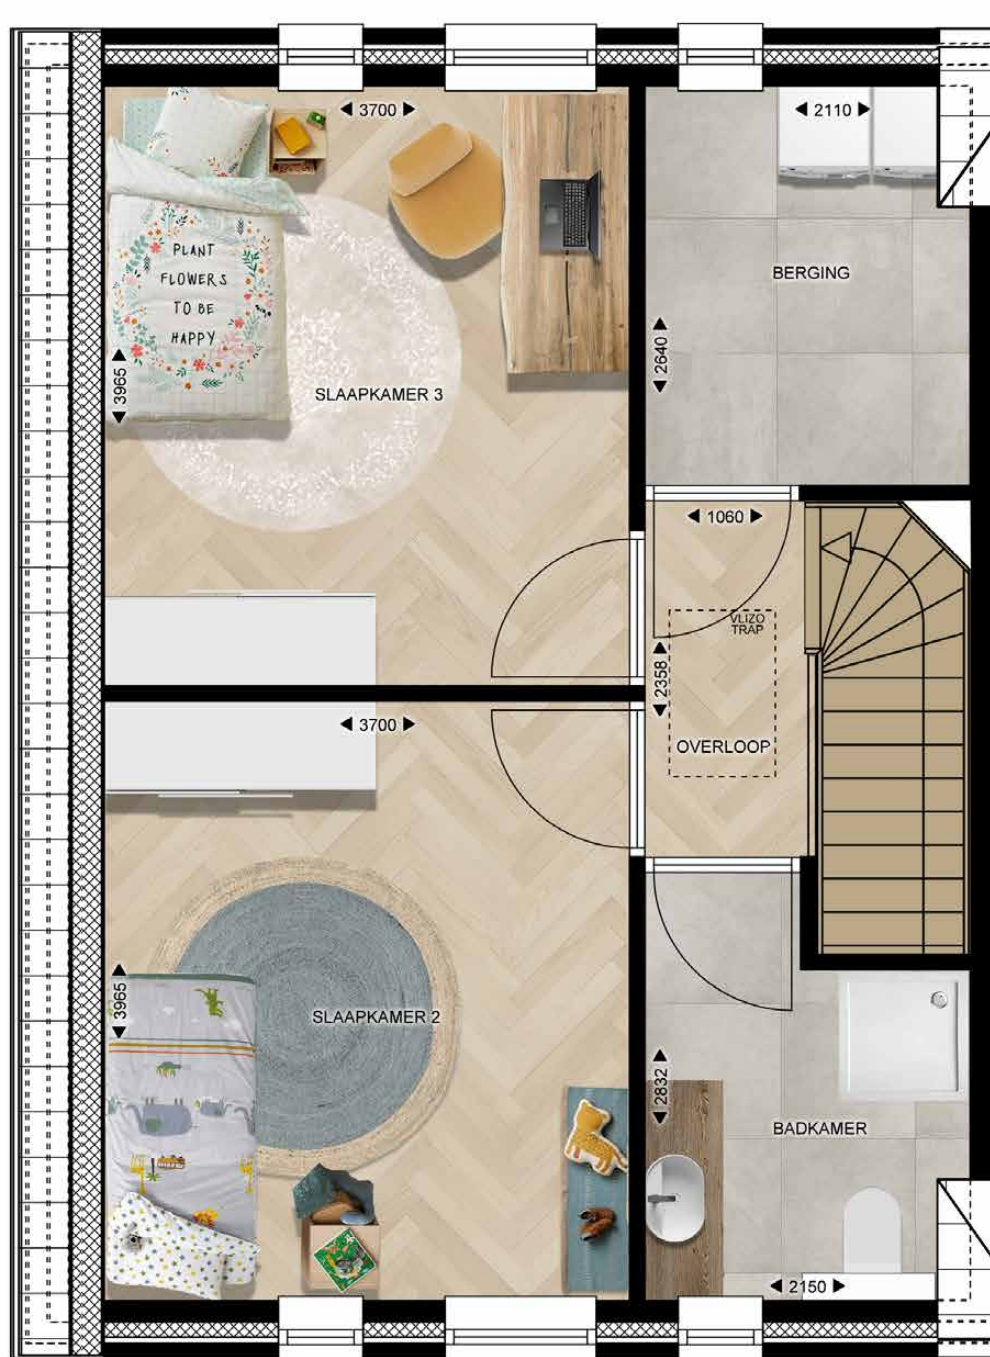 3700
2110
PLANT
FLOWERS
TO BE
HAPPY
BERGING
2640
3965
SLAAPKAMER 3
1060
VLIZO
TRAP
2358
3700
OVERLOOP
3965
SLAAPKAMER 2
2832
BADKAMER
2150